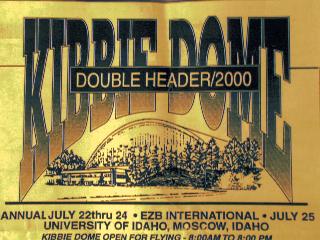 KIBBIE DOME
DOUBLE HEADER/2000
ANNUAL JULY 22thru 24 • EZB INTERNATIONAL • JULY 25
UNIVERSITY OF IDAHO, MOSCOW, IDAHO
KIBBIE DOME OPEN FOR FLYING - 8:00AM TO 8:00 PM